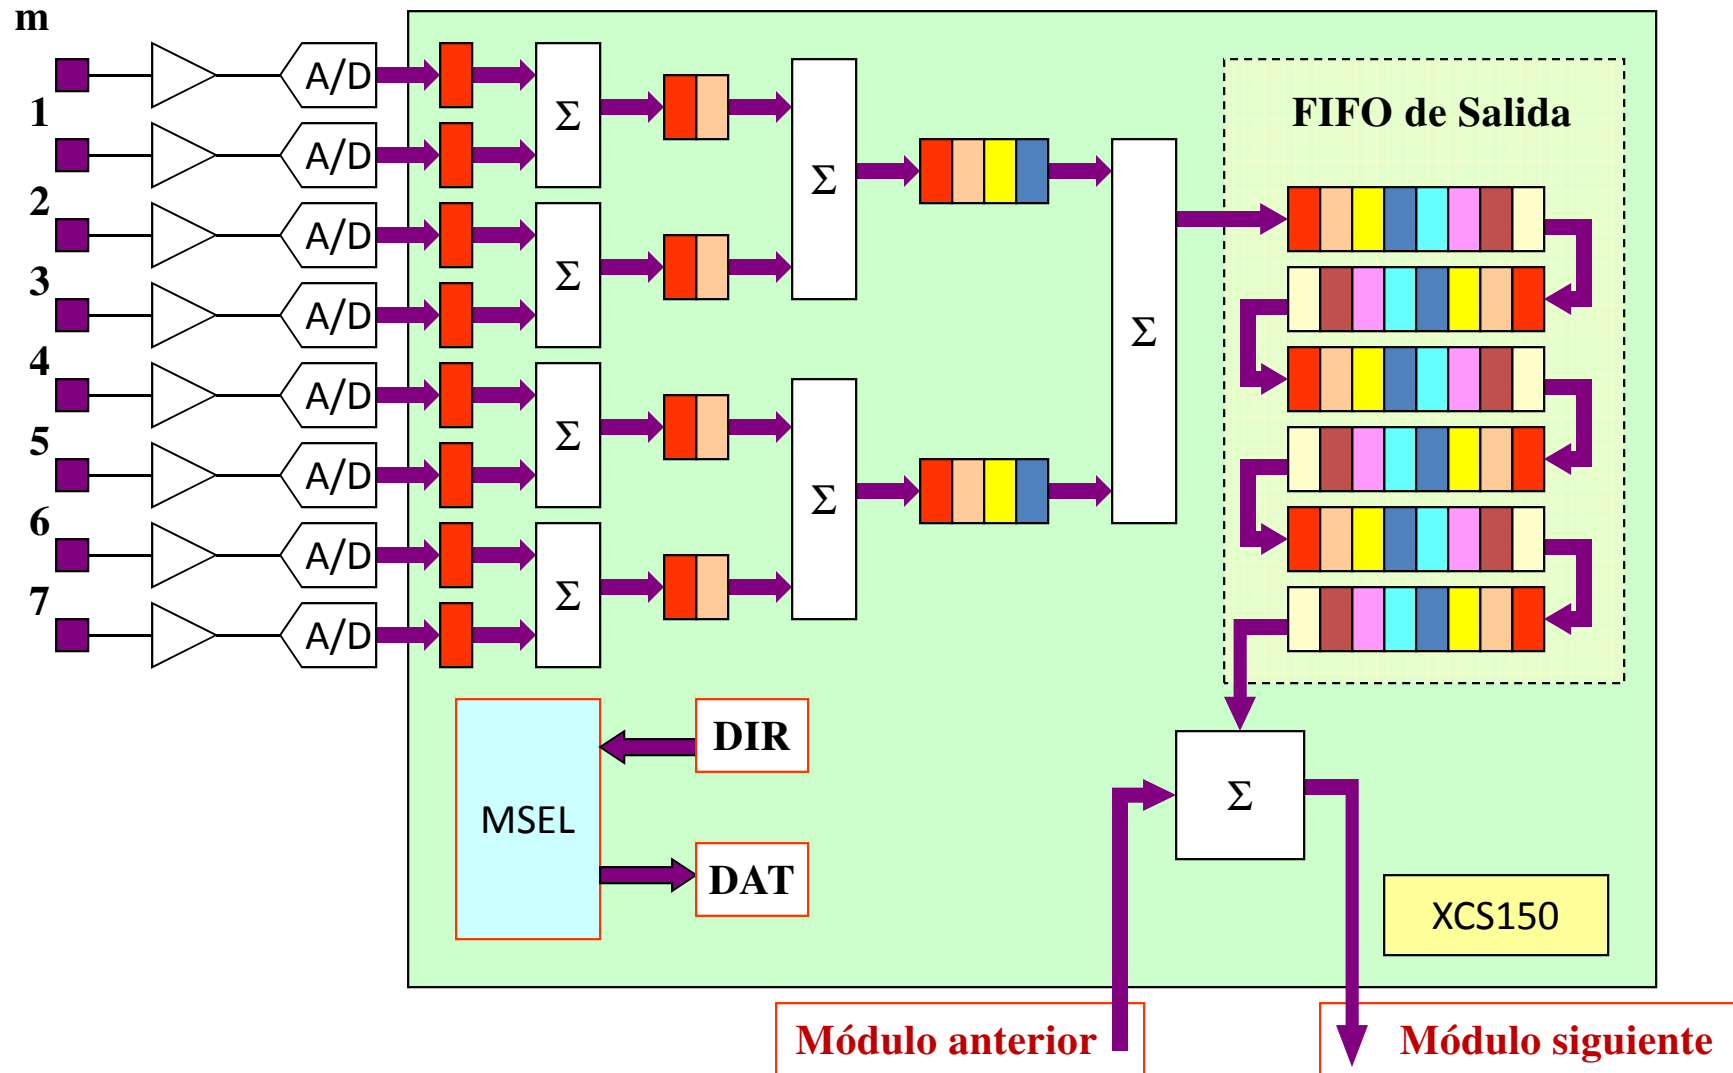 m
1
2
3
4
5
6
7
A/D
A/D
A/D
A/D
A/D
A/D
A/D
A/D
Σ
Σ
Σ
Σ
Σ
Σ
Σ
FIFO de Salida
MSEL
DIR
DAT
Σ
XCS150
Módulo anterior
Módulo siguiente